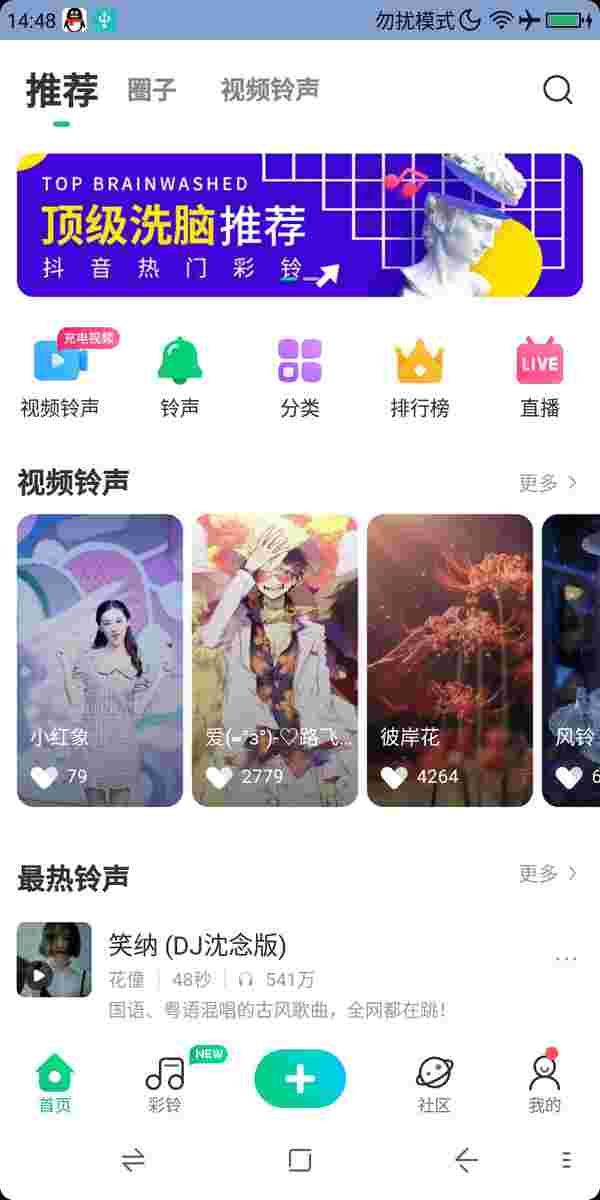 14:48 勿扰模式
推荐 圈子 视频铃声
TOP BRAINWASHED
顶级洗脑推荐
抖音热门彩铃
充电视频
LIVE
视频铃声 铃声 分类 排行榜 直播
视频铃声 更多
小红象 爱(=°з°)-♡路飞... 彼岸花 风铃
79 2779 4264 6
最热铃声 更多
笑纳 (DJ沈念版)
花僮 48秒 541万
国语、粤语混唱的古风歌曲，全网都在跳！
NEW
首页 彩铃 社区 我的